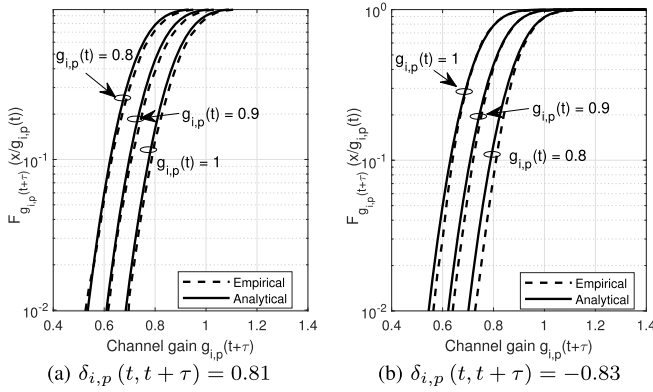 F g_{i,p}(t+τ) (x/g_{i,p}(t))
g_{i,p}(t) = 0.8
g_{i,p}(t) = 0.9
g_{i,p}(t) = 1
10^{-1}
10^{-2}
Empirical
Analytical
0.4 0.6 0.8 1 1.2 1.4
Channel gain g_{i,p}(t+τ)
(a) δ_{i,p} (t, t + τ) = 0.81
F g_{i,p}(t+τ) (x/g_{i,p}(t))
10^{0}
g_{i,p}(t) = 1
g_{i,p}(t) = 0.9
g_{i,p}(t) = 0.8
10^{-1}
10^{-2}
Empirical
Analytical
0.4 0.6 0.8 1 1.2 1.4
Channel gain g_{i,p}(t+τ)
(b) δ_{i,p} (t, t + τ) = −0.83